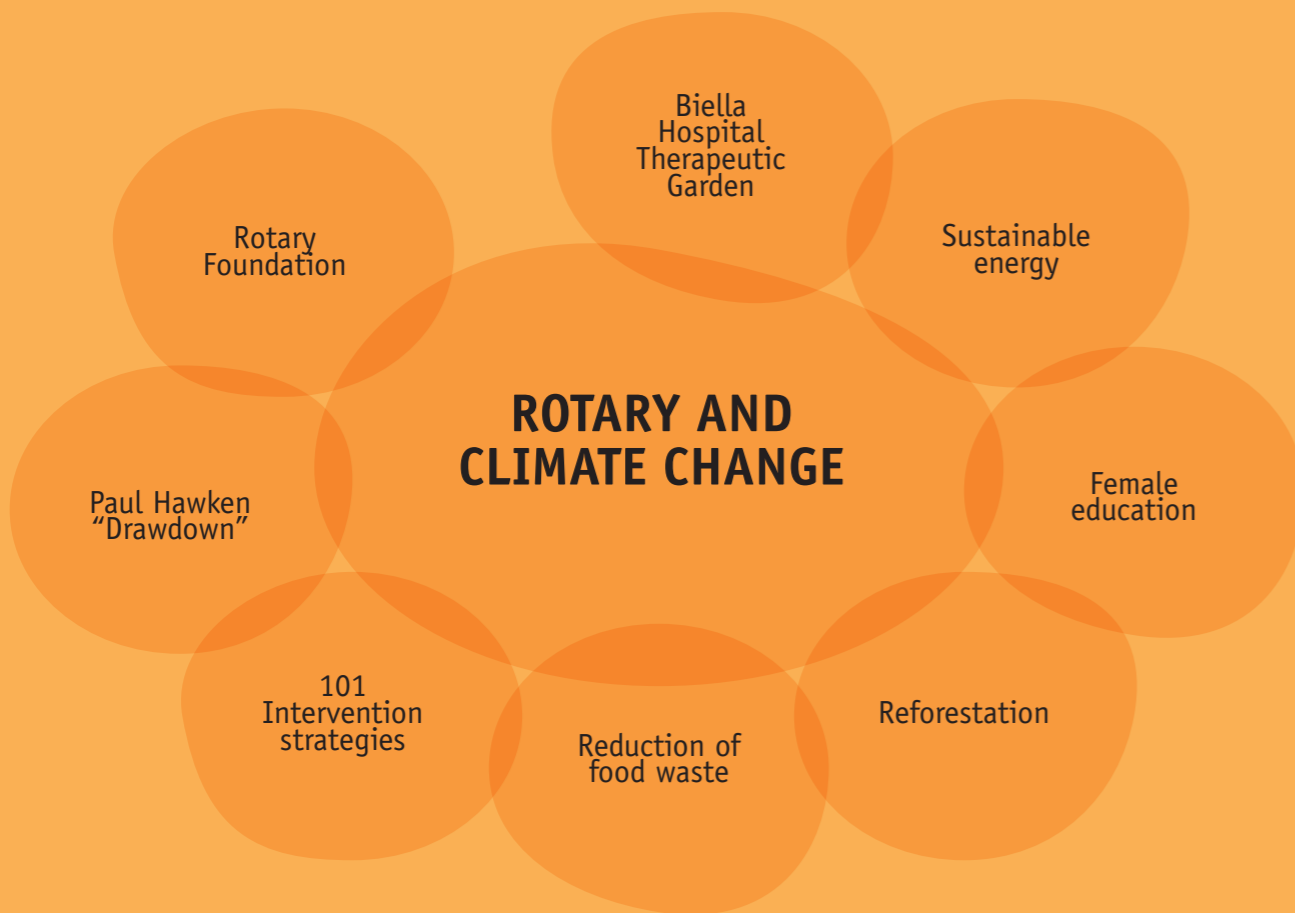 Biella
Hospital
Therapeutic
Garden
Rotary
Foundation
Sustainable
energy
ROTARY AND
CLIMATE CHANGE
Paul Hawken
“Drawdown”
Female
education
101
Intervention
strategies
Reduction of
food waste
Reforestation